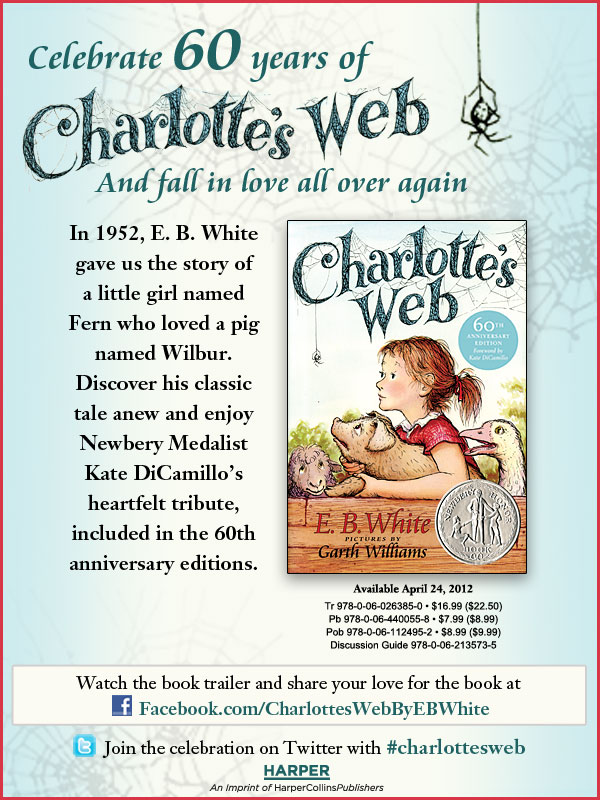 Celebrate 60 years of
Charlotte's Web
And fall in love all over again
In 1952, E. B. White
gave us the story of
a little girl named
Fern who loved a pig
named Wilbur.
Discover his classic
tale anew and enjoy
Newbery Medalist
Kate DiCamillo's
heartfelt tribute,
included in the 60th
anniversary editions.
Charlotte's
Web
60TH
ANNIVERSARY
EDITION
Foreword by
Kate DiCamillo
E. B. White
PICTURES BY
Garth Williams
NEWBERY HONOR
BOOK
Available April 24, 2012
Tr 978-0-06-026385-0 • $16.99 ($22.50)
Pb 978-0-06-440055-8 • $7.99 ($8.99)
Pob 978-0-06-112495-2 • $8.99 ($9.99)
Discussion Guide 978-0-06-213573-5
Watch the book trailer and share your love for the book at
f Facebook.com/CharlottesWebByEBWhite
t Join the celebration on Twitter with #charlottesweb
HARPER
An Imprint of HarperCollinsPublishers